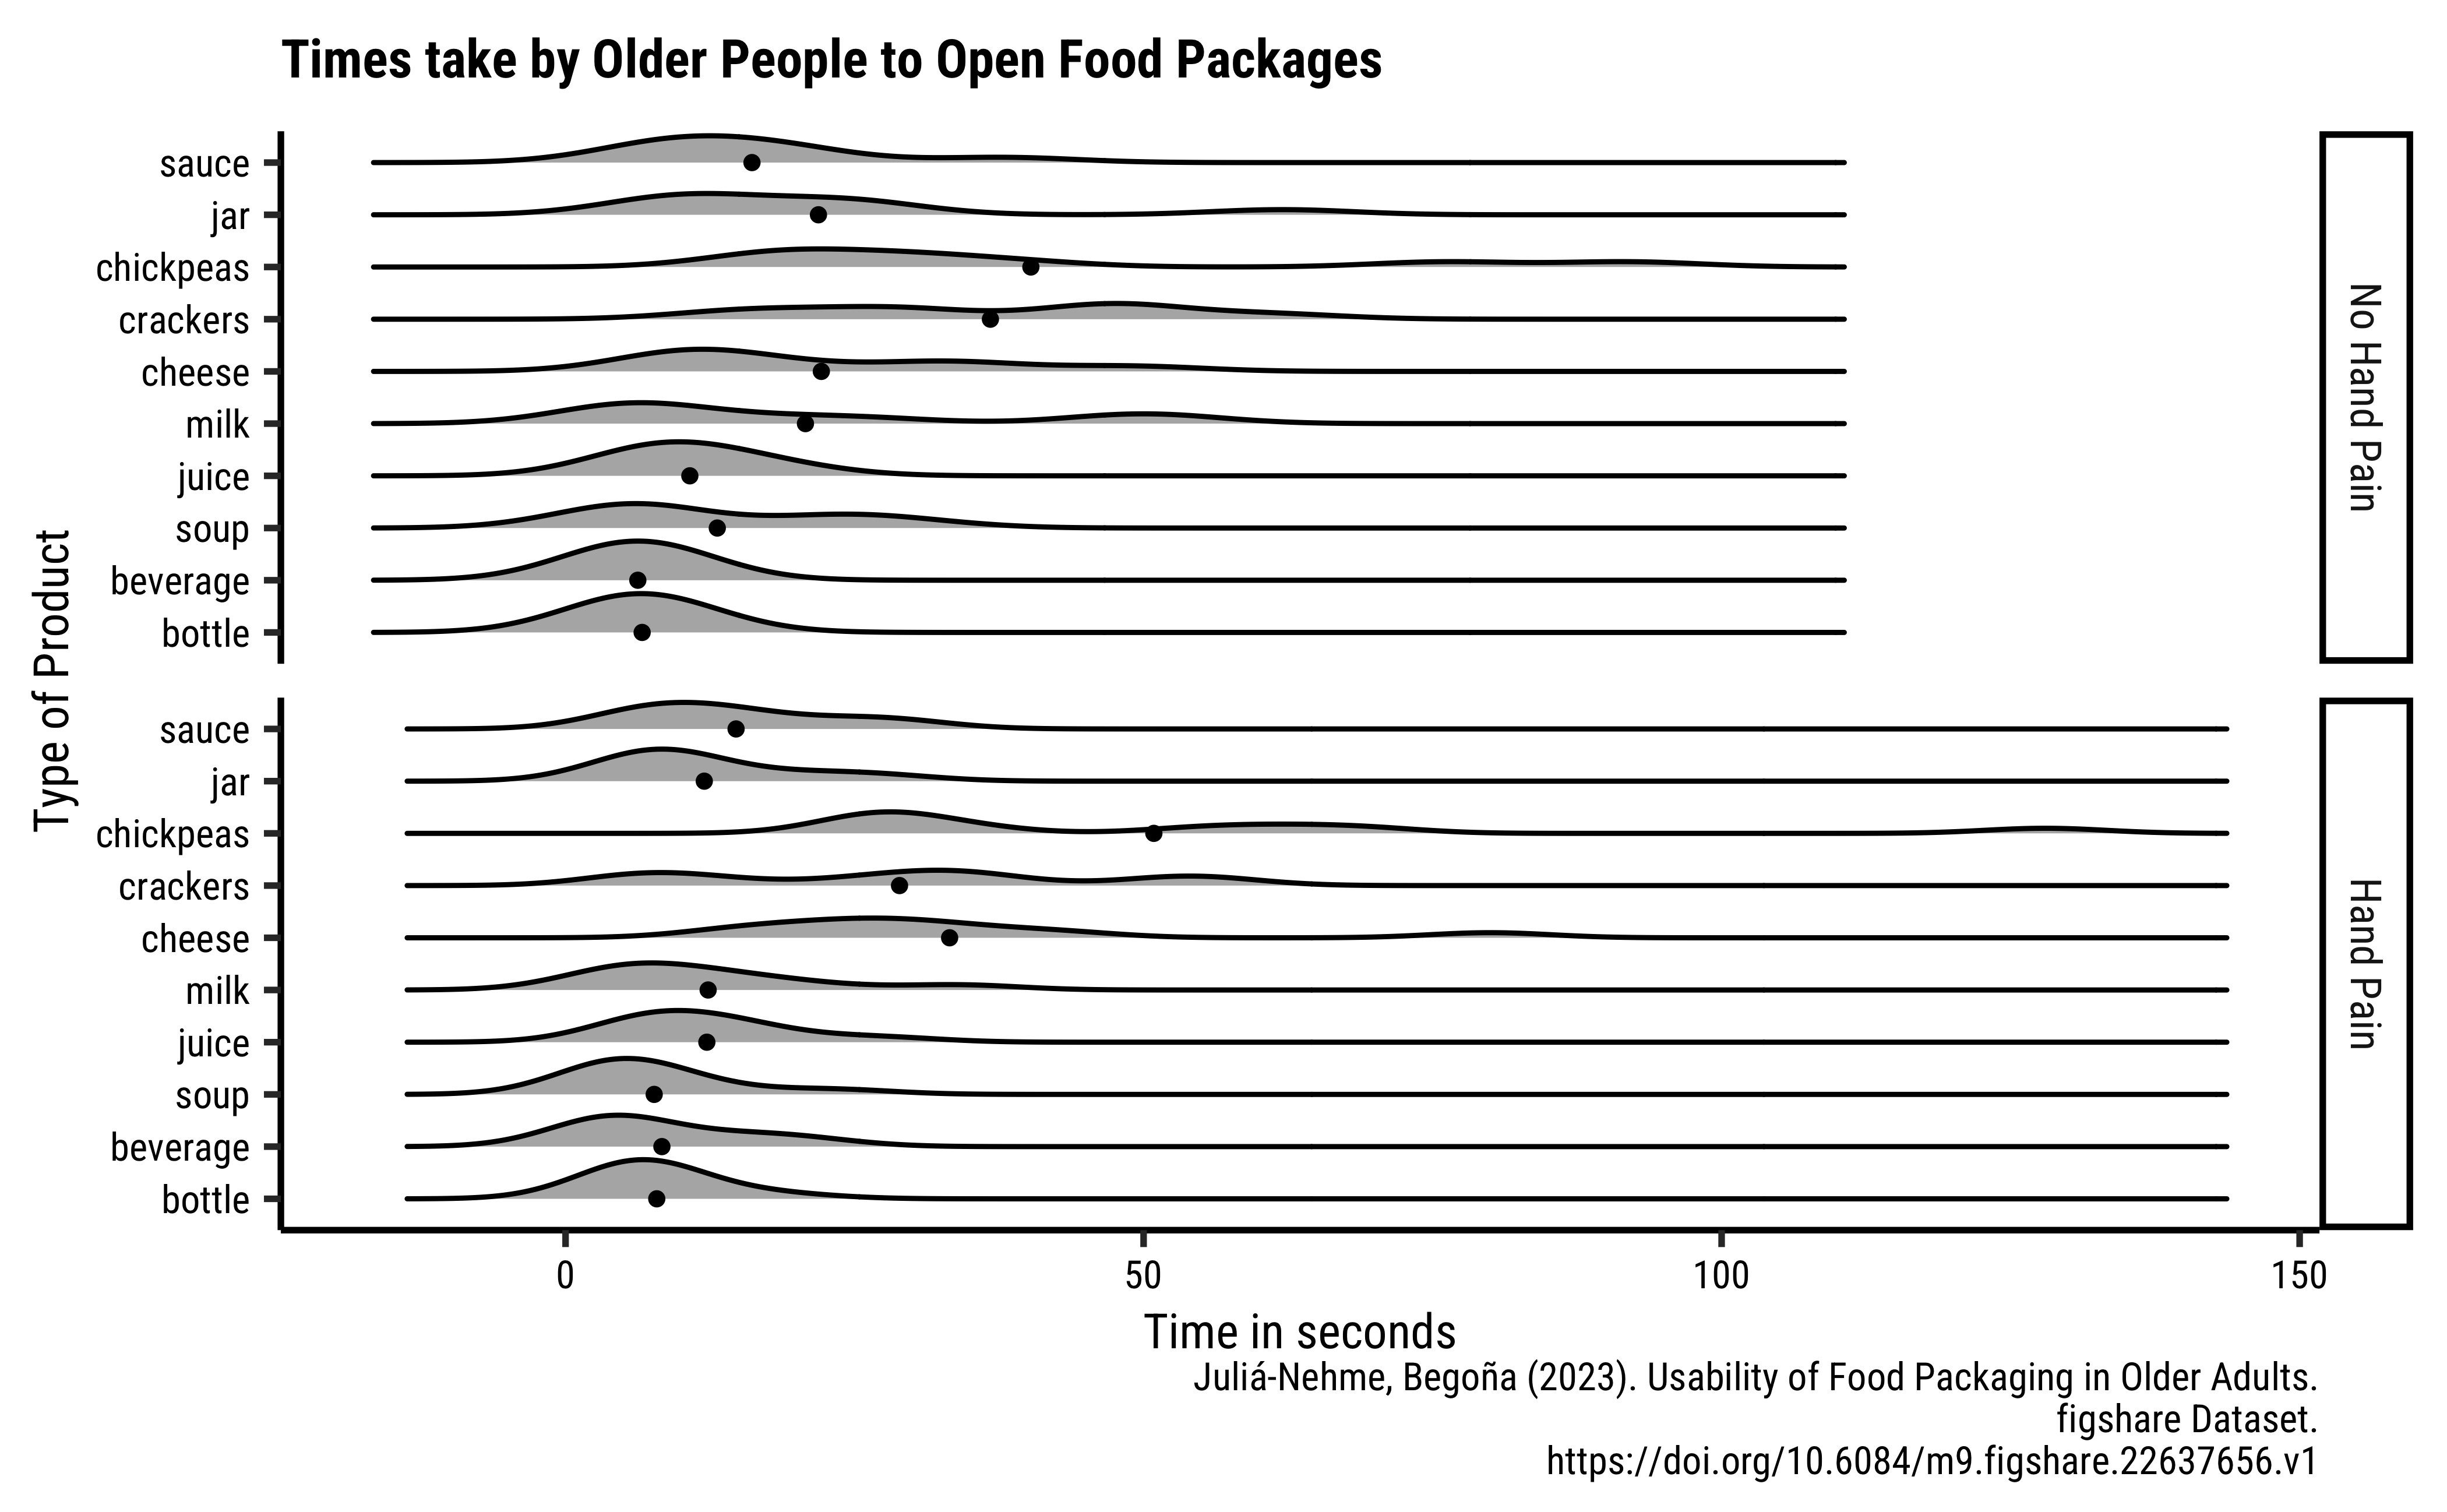 Times take by Older People to Open Food Packages
Type of Product
sauce
jar
chickpeas
crackers
cheese
milk
juice
soup
beverage
bottle
No Hand Pain
sauce
jar
chickpeas
crackers
cheese
milk
juice
soup
beverage
bottle
Hand Pain
0 50 100 150
Time in seconds
Juliá-Nehme, Begoña (2023). Usability of Food Packaging in Older Adults.
figshare Dataset.
https://doi.org/10.6084/m9.figshare.22637656.v1